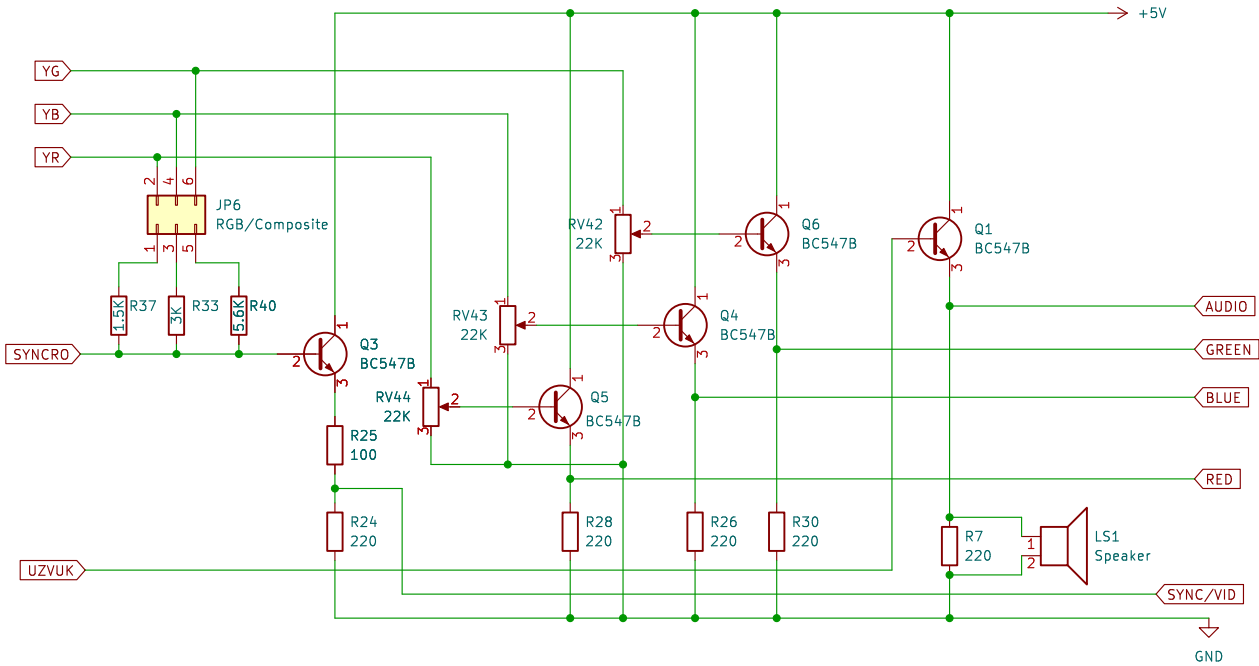 +5V
YG
YB
YR
2 4 6
JP6
RGB/Composite
1 3 5
1.5K
R37
3K
R33
5.6K
R40
SYNCRO
1
2
3
Q3
BC547B
R25
100
R24
220
RV44
22K
1
2
3
RV43
22K
1
2
3
RV42
22K
1
2
3
1
2
3
Q5
BC547B
1
2
3
Q4
BC547B
1
2
3
Q6
BC547B
1
2
3
Q1
BC547B
AUDIO
GREEN
BLUE
RED
R28
220
R26
220
R30
220
R7
220
1
2
LS1
Speaker
UZVUK
SYNC/VID
GND